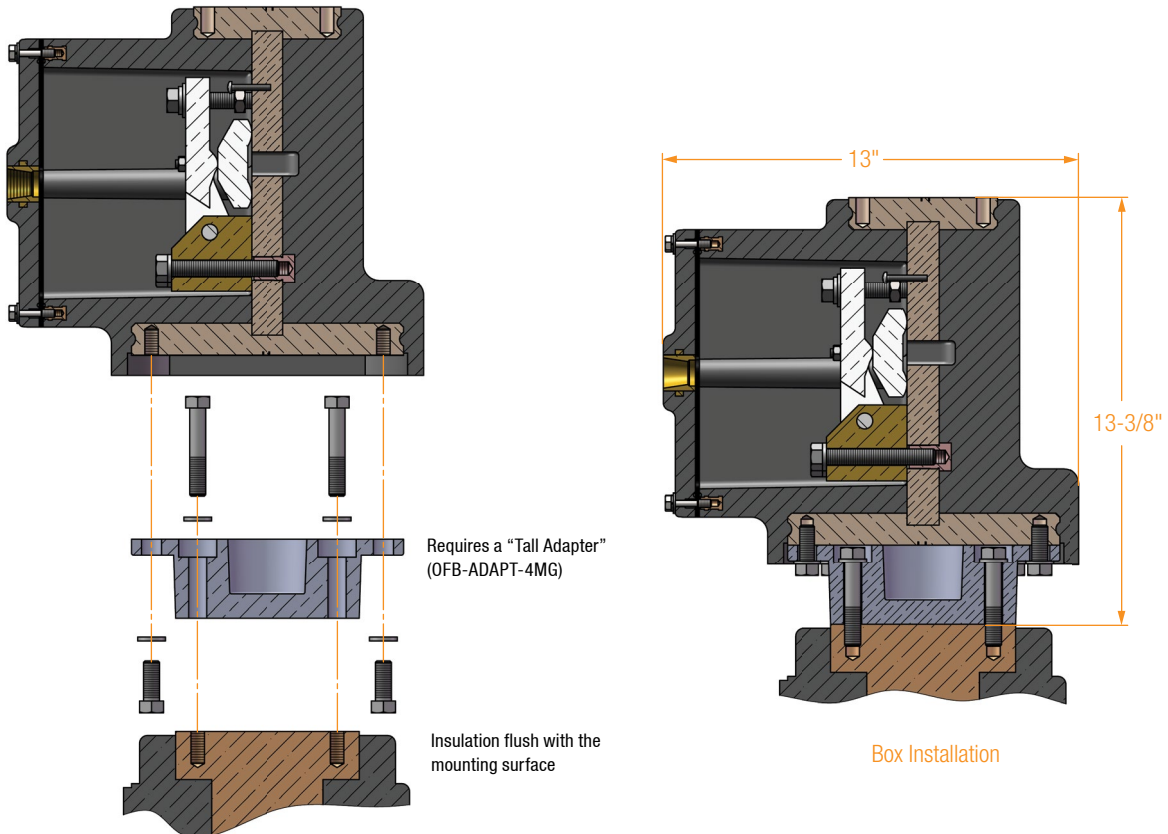 Requires a “Tall Adapter”
(OFB-ADAPT-4MG)
Insulation flush with the
mounting surface
13"
13-3/8"
Box Installation